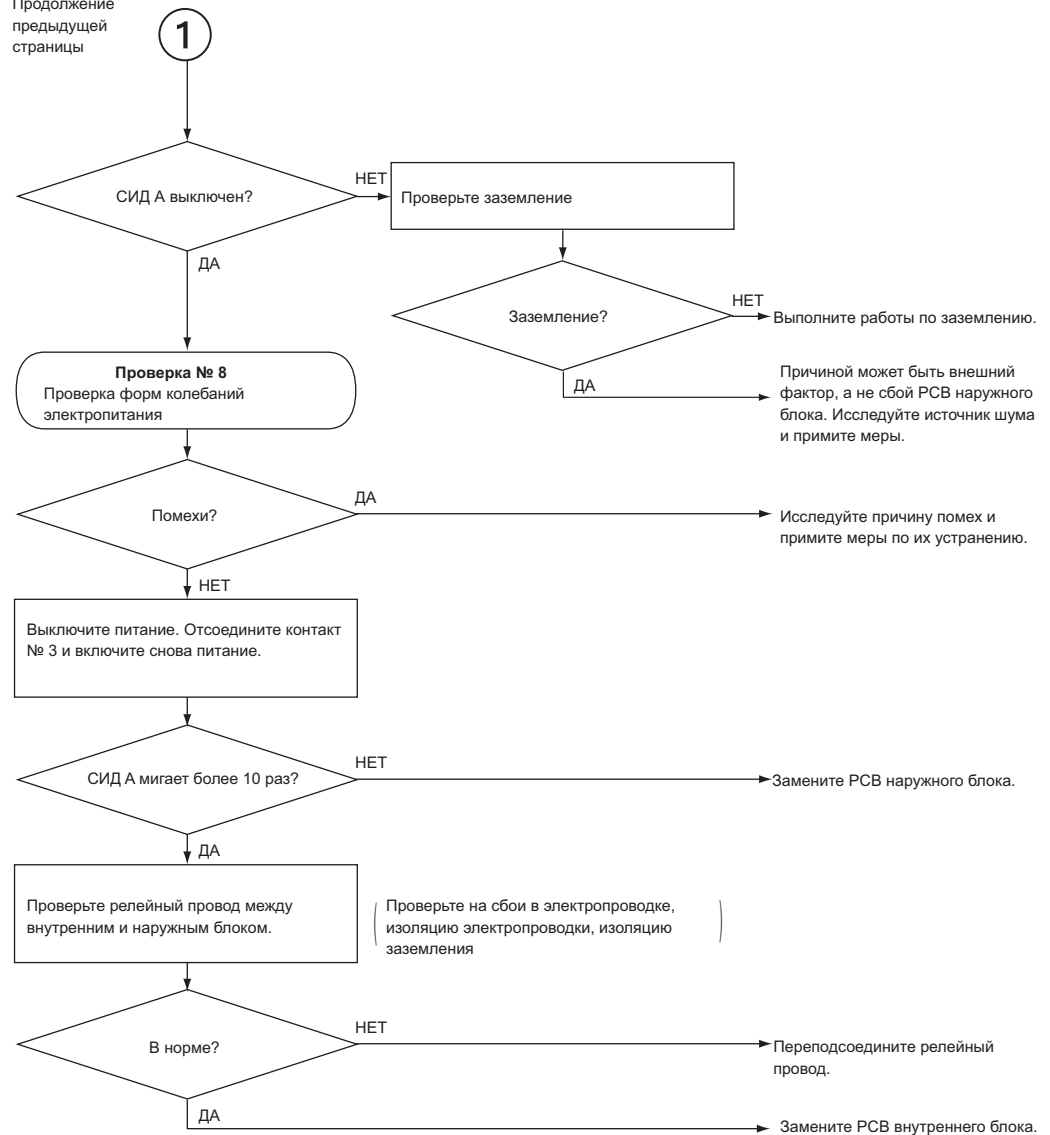 Продолжение
предыдущей
страницы
1
СИД А выключен?
НЕТ
Проверьте заземление
ДА
Заземление?
НЕТ
Выполните работы по заземлению.
ДА
Причиной может быть внешний
фактор, а не сбой PCB наружного
блока. Исследуйте источник шума
и примите меры.
Проверка № 8
Проверка форм колебаний
электропитания
Помехи?
ДА
Исследуйте причину помех и
примите меры по их устранению.
НЕТ
Выключите питание. Отсоедините контакт
№ 3 и включите снова питание.
СИД А мигает более 10 раз?
НЕТ
Замените PCB наружного блока.
ДА
Проверьте релейный провод между
внутренним и наружным блоком.
Проверьте на сбои в электропроводке,
изоляцию электропроводки, изоляцию
заземления
В норме?
НЕТ
Переподсоедините релейный
провод.
ДА
Замените PCB внутреннего блока.